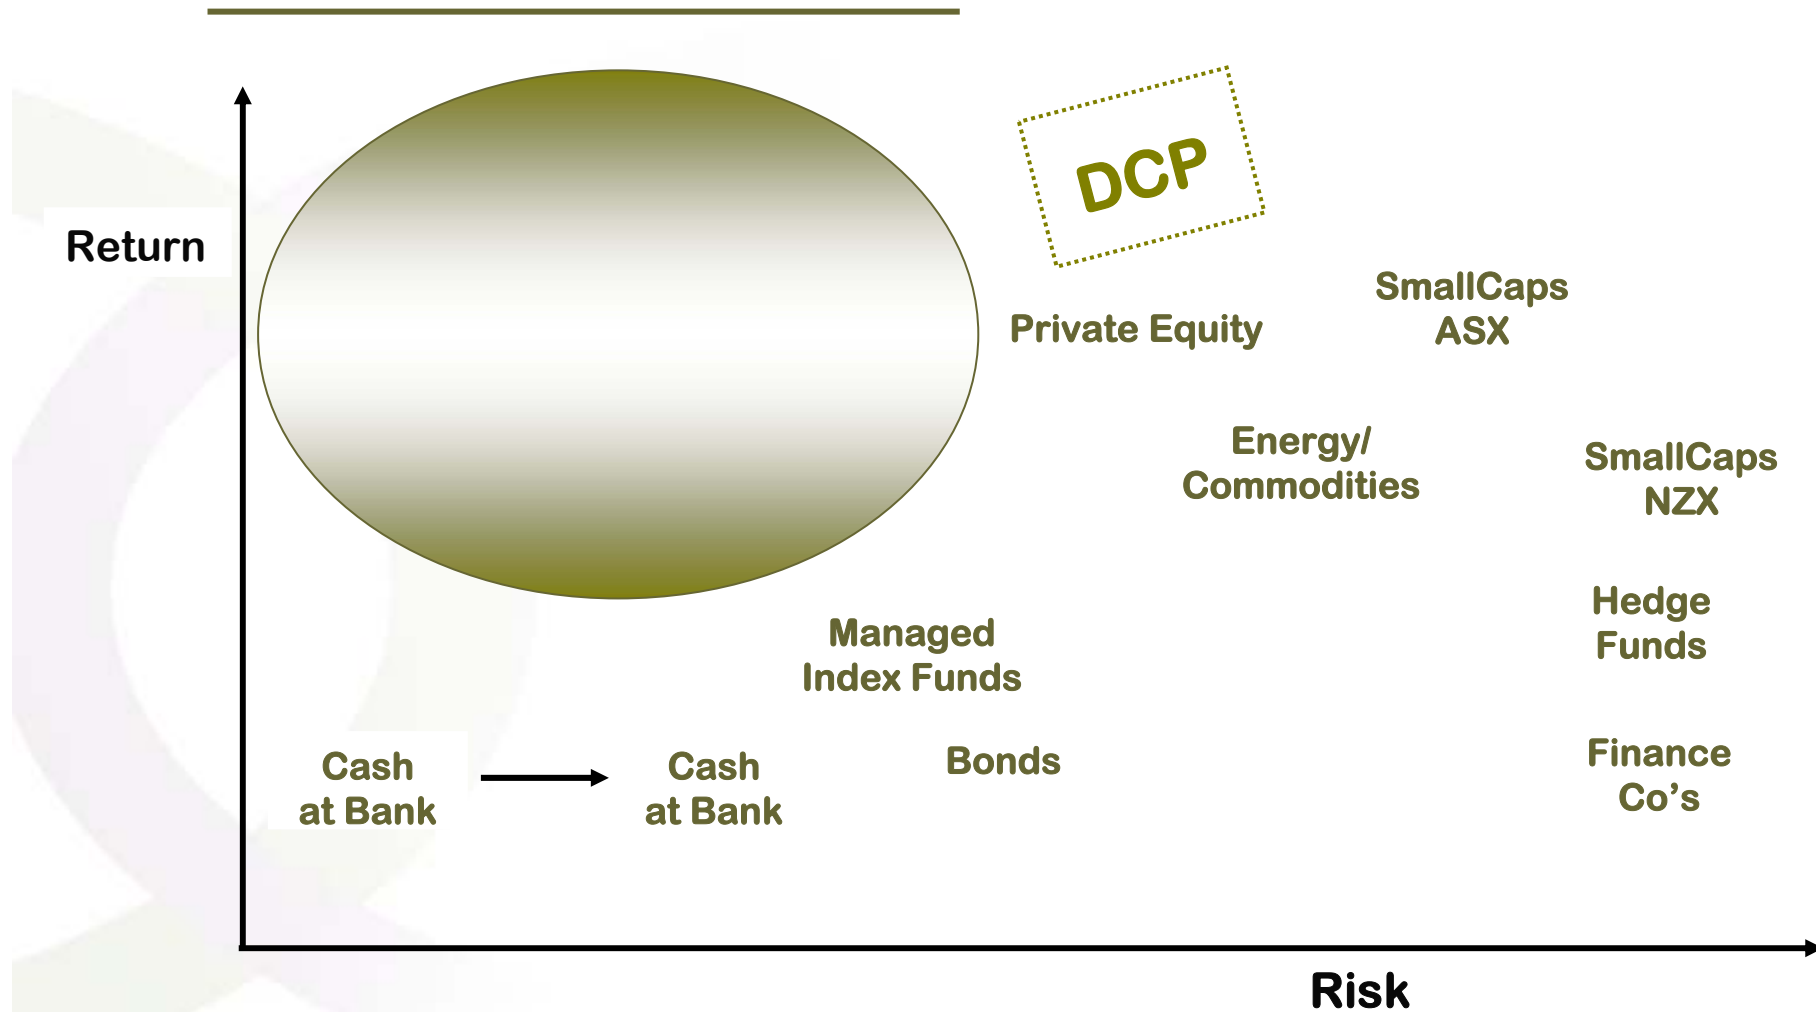 DCP
Return
SmallCaps
ASX
Private Equity
Energy/
Commodities
SmallCaps
NZX
Hedge
Funds
Managed
Index Funds
Cash
at Bank
Cash
at Bank
Bonds
Finance
Co’s
Risk